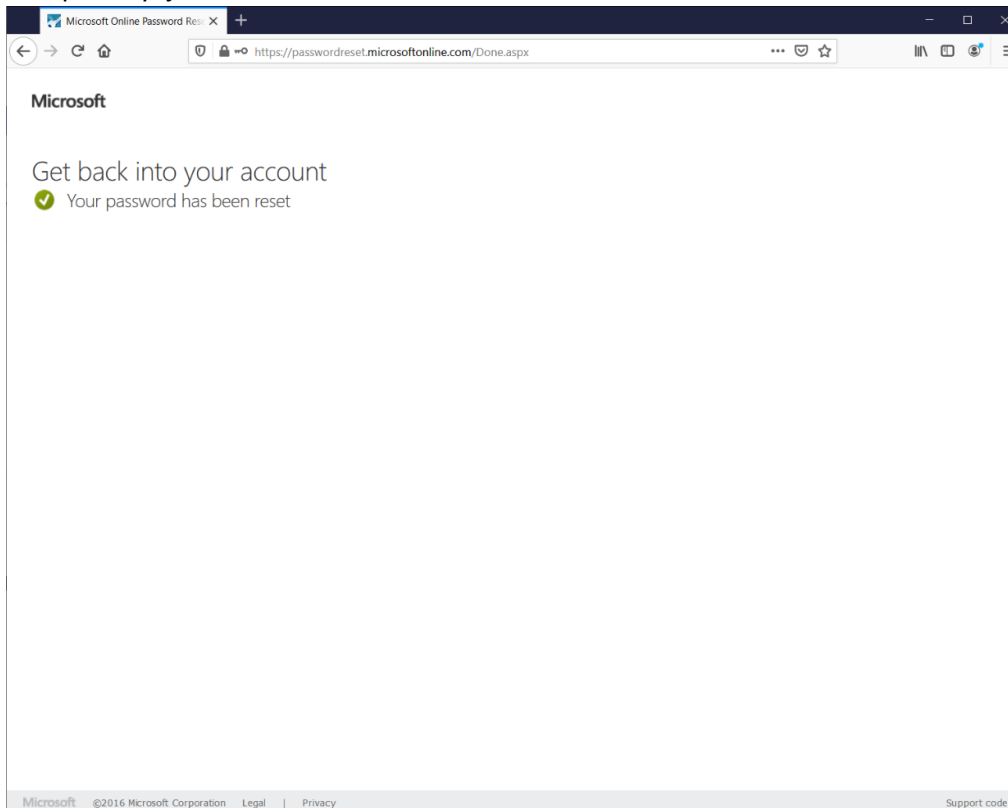 Microsoft Online Password Rese
https://passwordreset.microsoftonline.com/Done.aspx
Microsoft
Get back into your account
Your password has been reset
Microsoft ©2016 Microsoft Corporation Legal | Privacy Support code